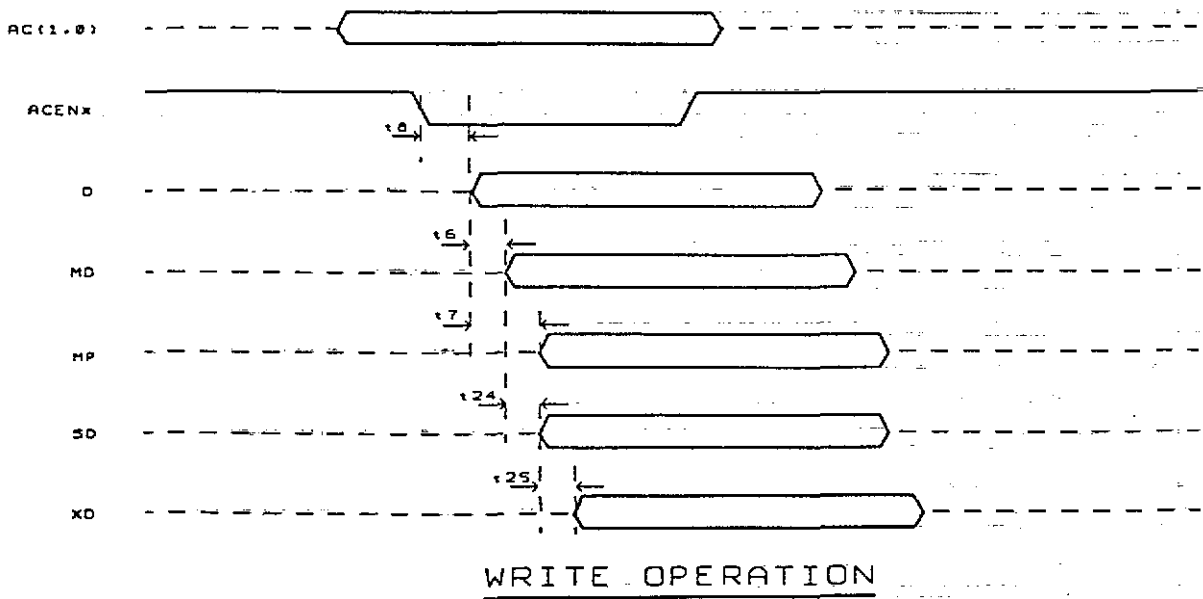 AC(1.0)
ACENx
t8
D
t6
MD
t7
MP
t24
SD
t25
XD
WRITE OPERATION